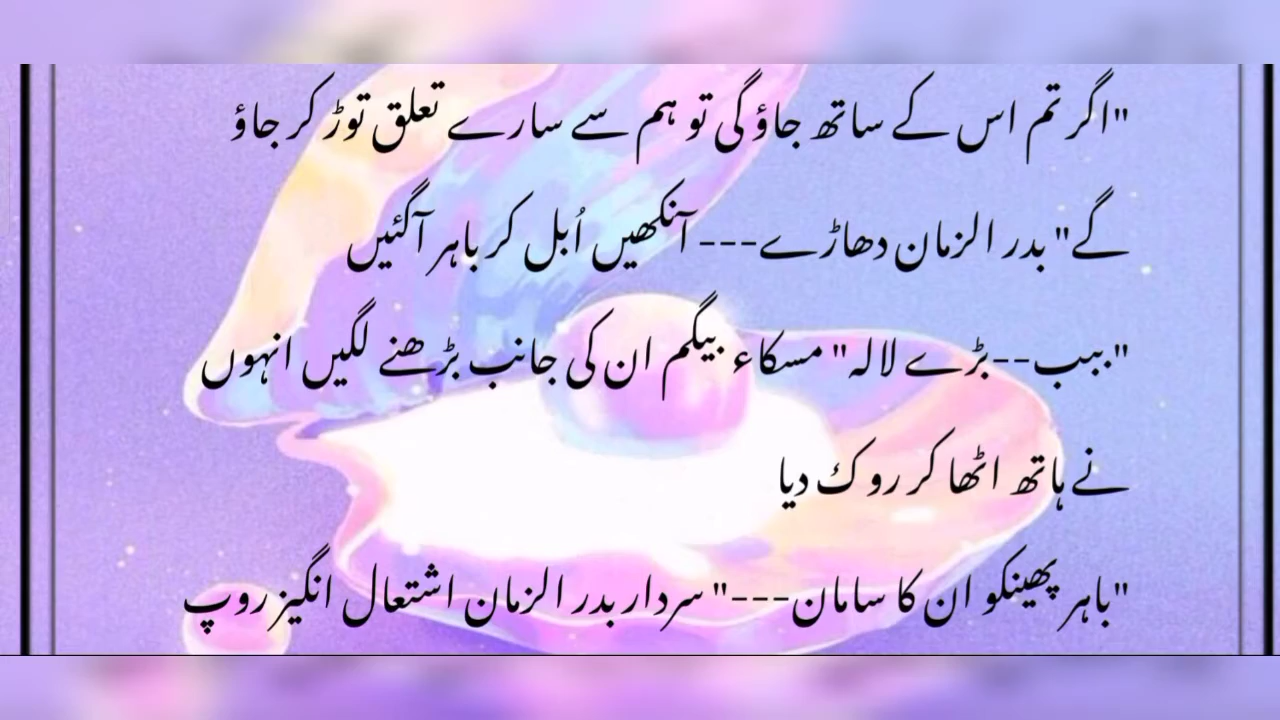 "اگر تم اس کے ساتھ جاؤ گی تو ہم سے سارے تعلق توڑ کر جاؤ
گے" بدر الزمان دھاڑے--- آنکھیں اُبل کر باہر آگئیں
"ببب--بڑے لالہ" مسکاء بیگم ان کی جانب بڑھنے لگیں انہوں
نے ہاتھ اٹھا کر روک دیا
"باہر پھینکو ان کا سامان---" سردار بدر الزمان اشتعال انگیز روپ